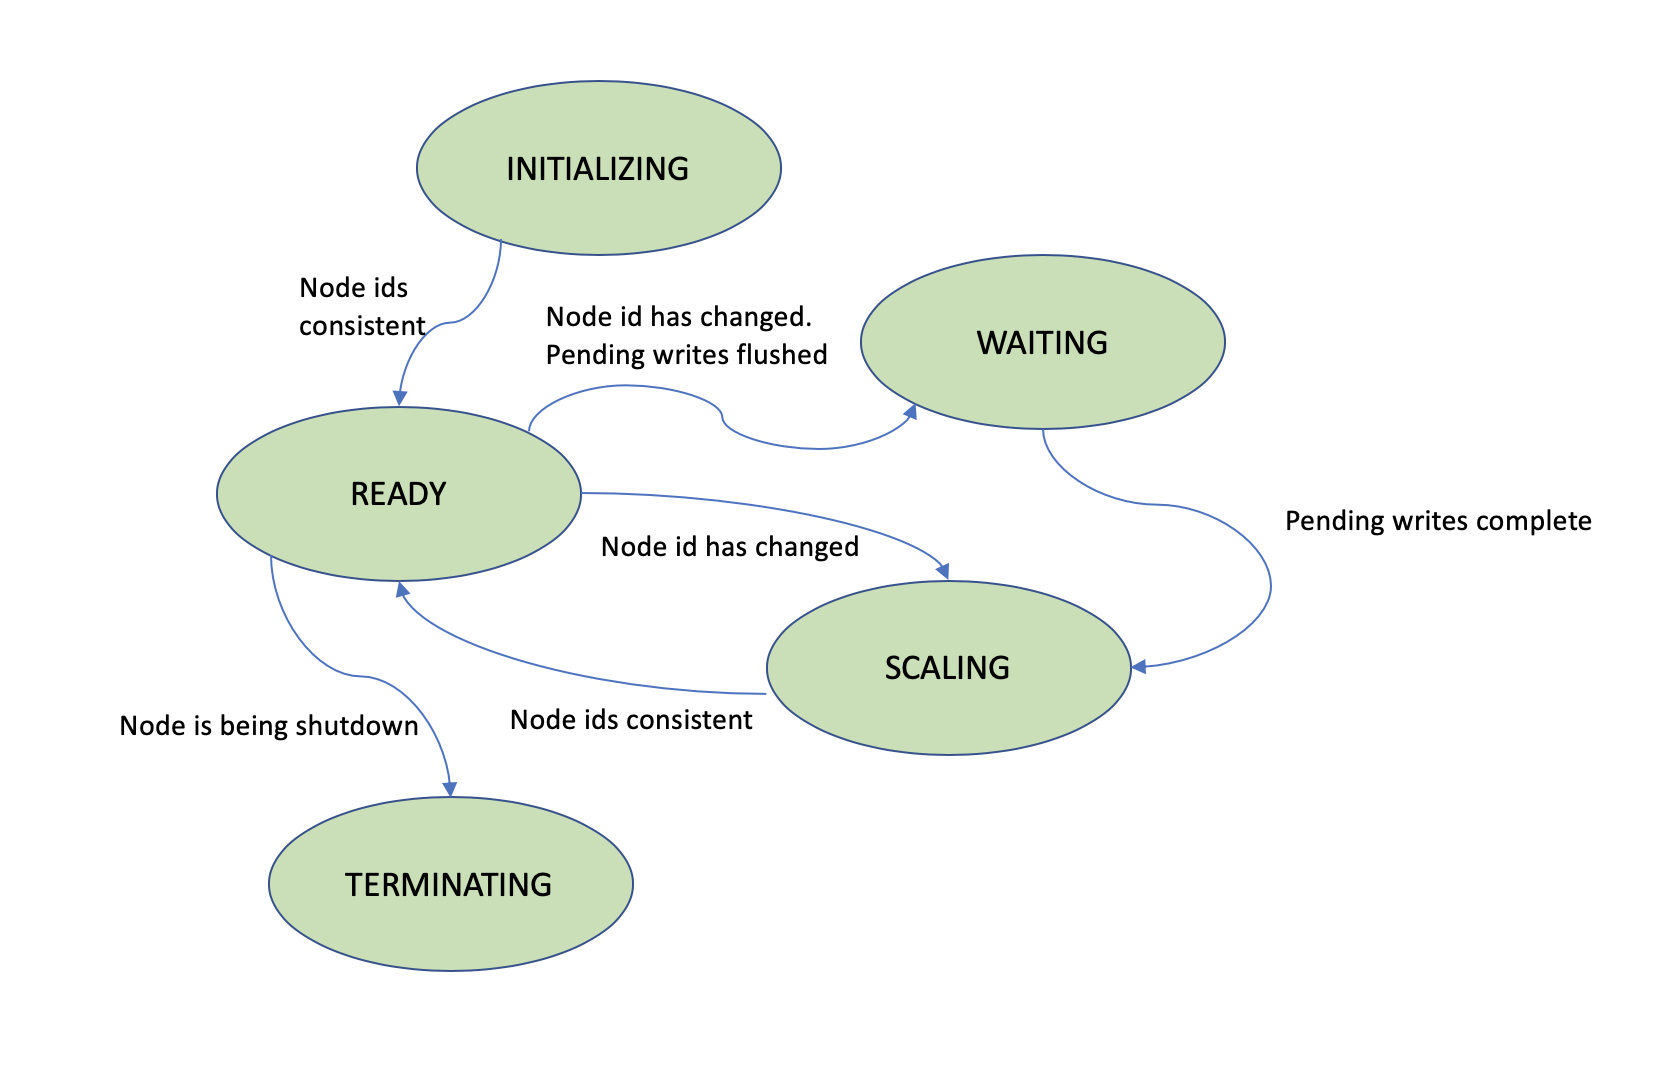 INITIALIZING
Node ids
consistent
Node id has changed.
Pending writes flushed
WAITING
READY
Pending writes complete
Node id has changed
SCALING
Node is being shutdown
Node ids consistent
TERMINATING